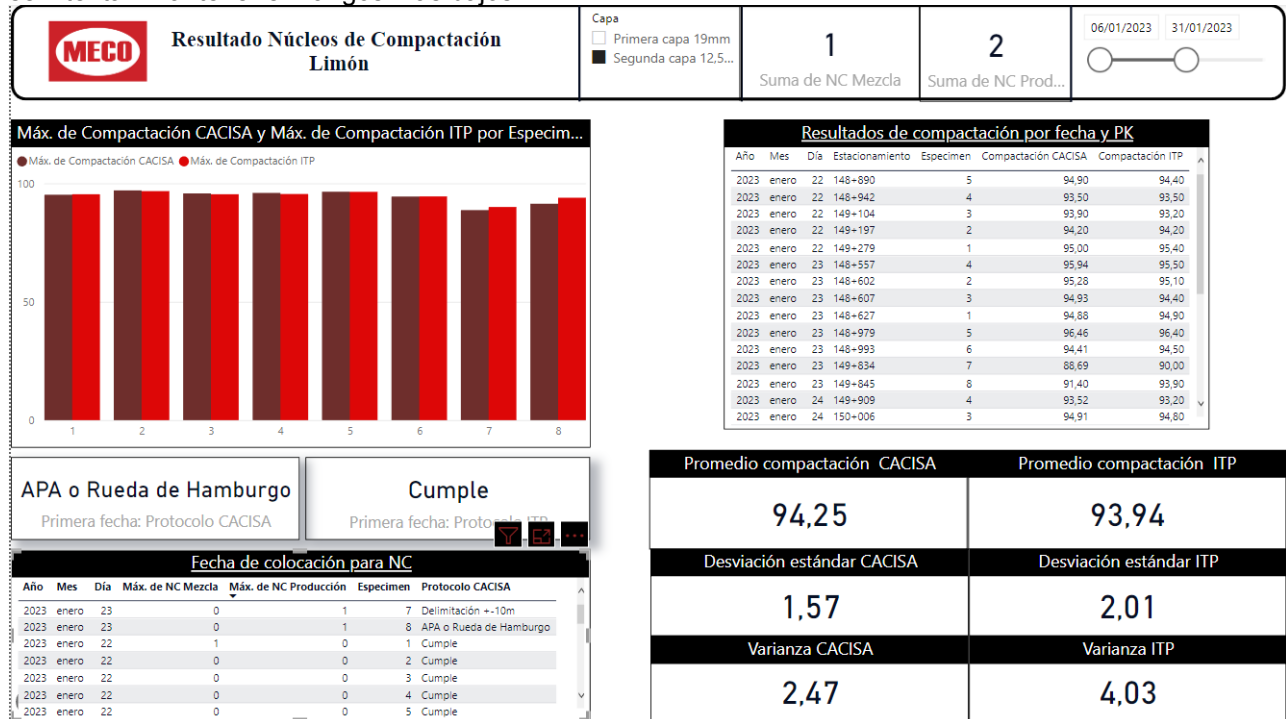 MECO
Resultado Núcleos de Compactación
Limón
Capa
Primera capa 19mm
Segunda capa 12,5...
1
Suma de NC Mezcla
2
Suma de NC Prod...
06/01/2023 31/01/2023
Máx. de Compactación CACISA y Máx. de Compactación ITP por Especim...
Máx. de Compactación CACISA Máx. de Compactación ITP
100
50
0
1 2 3 4 5 6 7 8
Resultados de compactación por fecha y PK
Año Mes Día Estacionamiento Especimen Compactación CACISA Compactación ITP
2023 enero 22 148+890 5 94,90 94,40
2023 enero 22 148+942 4 93,50 93,50
2023 enero 22 149+104 3 93,90 93,20
2023 enero 22 149+197 2 94,20 94,20
2023 enero 22 149+279 1 95,00 95,40
2023 enero 23 148+557 4 95,94 95,50
2023 enero 23 148+602 2 95,28 95,10
2023 enero 23 148+607 3 94,93 94,40
2023 enero 23 148+627 1 94,88 94,90
2023 enero 23 148+979 5 96,46 96,40
2023 enero 23 148+993 6 94,41 94,50
2023 enero 23 149+834 7 88,69 90,00
2023 enero 23 149+845 8 91,40 93,90
2023 enero 24 149+909 4 93,52 93,20
2023 enero 24 150+006 3 94,91 94,80
APA o Rueda de Hamburgo
Primera fecha: Protocolo CACISA
Cumple
Primera fecha: Protocolo ITP
Fecha de colocación para NC
Año Mes Día Máx. de NC Mezcla Máx. de NC Producción Especimen Protocolo CACISA
2023 enero 23 0 1 7 Delimitación +-10m
2023 enero 23 0 1 8 APA o Rueda de Hamburgo
2023 enero 22 1 0 1 Cumple
2023 enero 22 0 0 2 Cumple
2023 enero 22 0 0 3 Cumple
2023 enero 22 0 0 4 Cumple
2023 enero 22 0 0 5 Cumple
Promedio compactación CACISA
94,25
Promedio compactación ITP
93,94
Desviación estándar CACISA
1,57
Desviación estándar ITP
2,01
Varianza CACISA
2,47
Varianza ITP
4,03